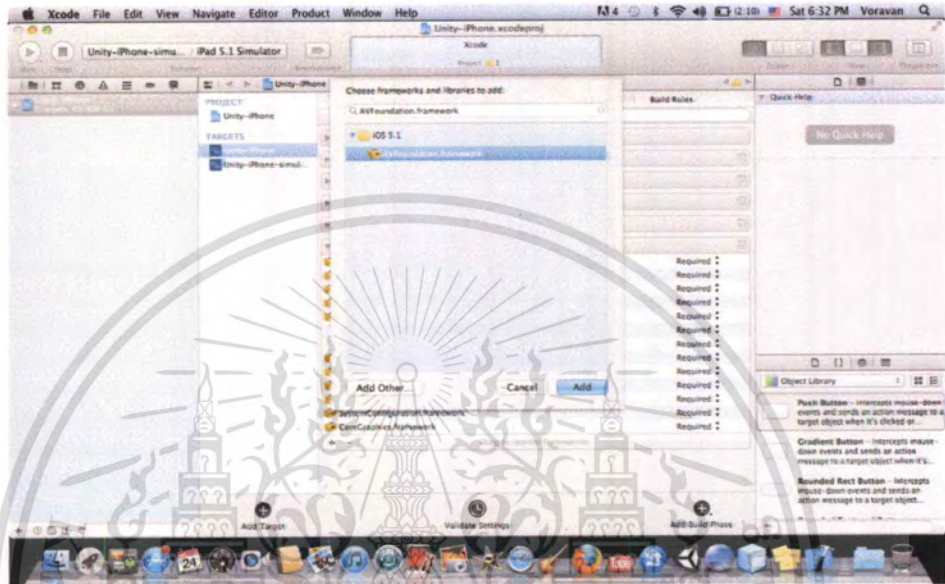 Xcode File Edit View Navigate Editor Product Window Help
(2:10) Sat 6:32 PM Voravan
Unity-iPhone.xcodeproj
Unity-iPhone-simu... iPad 5.1 Simulator
Xcode
Project 1
Unity-iPhone
Choose frameworks and libraries to add:
AVFoundation.framework
iOS 5.1
AVFoundation.framework
Add Other...
Cancel
Add
PROJECT
Unity-iPhone
TARGETS
Unity-iPhone
Unity-iPhone-simul...
Build Rules
Required
Required
Required
Required
Required
Required
Required
Required
Required
Required
Required
Required
Required
SystemConfiguration.framework
CoreGraphics.framework
Add Target
Validate Settings
Add Build Phase
Quick Help
No Quick Help
Object Library
Push Button - Intercepts mouse-down
events and sends an action message to a
target object when it's clicked or...
Gradient Button - Intercepts mouse-
down events and sends an action
message to a target object when it's...
Rounded Rect Button - Intercepts
mouse-down events and sends an
action message to a target object...
24